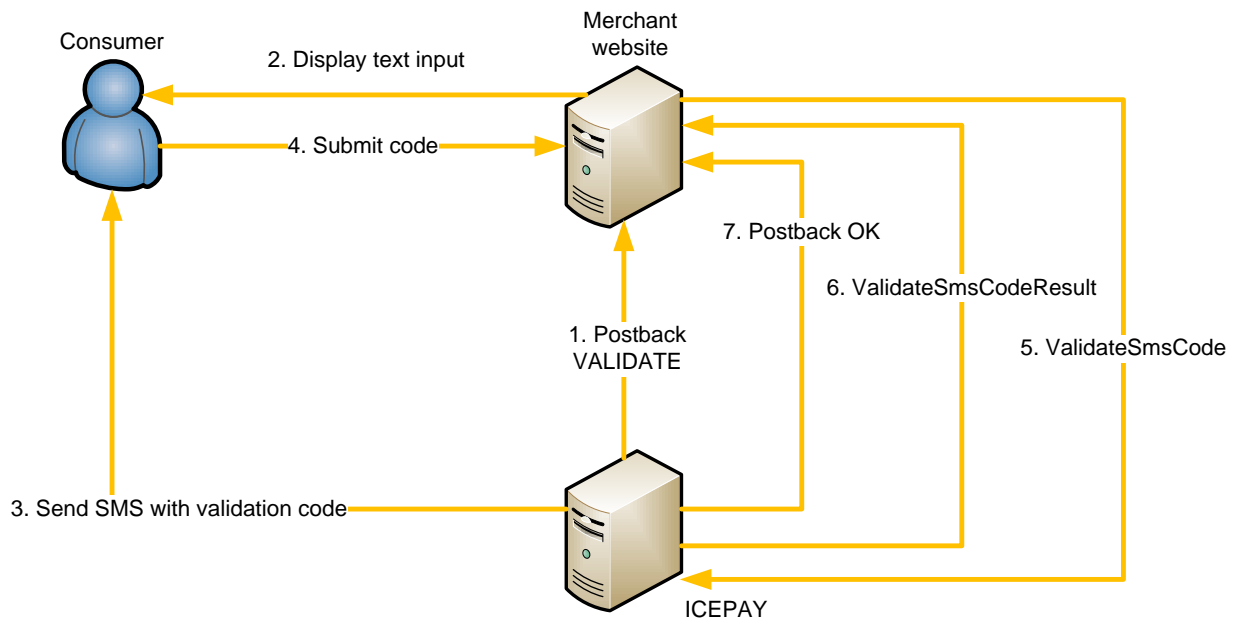 Consumer
Merchant
website
2. Display text input
4. Submit code
7. Postback OK
6. ValidateSmsCodeResult
1. Postback
VALIDATE
5. ValidateSmsCode
3. Send SMS with validation code
ICEPAY